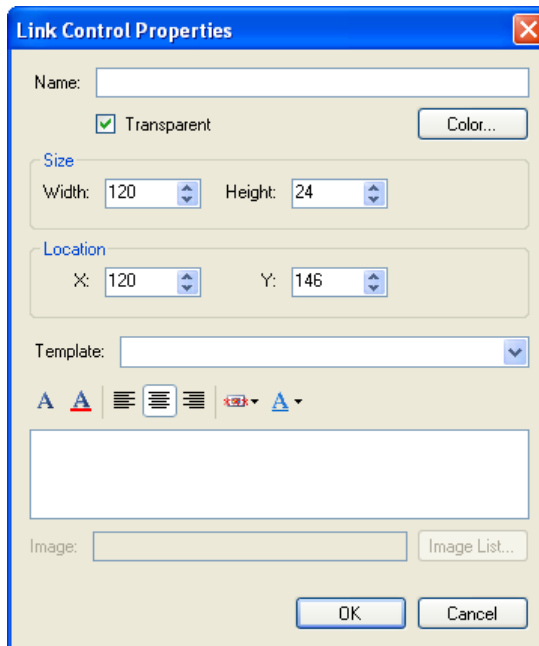 Link Control Properties
Name:
Transparent
Color...
Size
Width: 120 Height: 24
Location
X: 120 Y: 146
Template:
A A A
Image: Image List...
OK Cancel